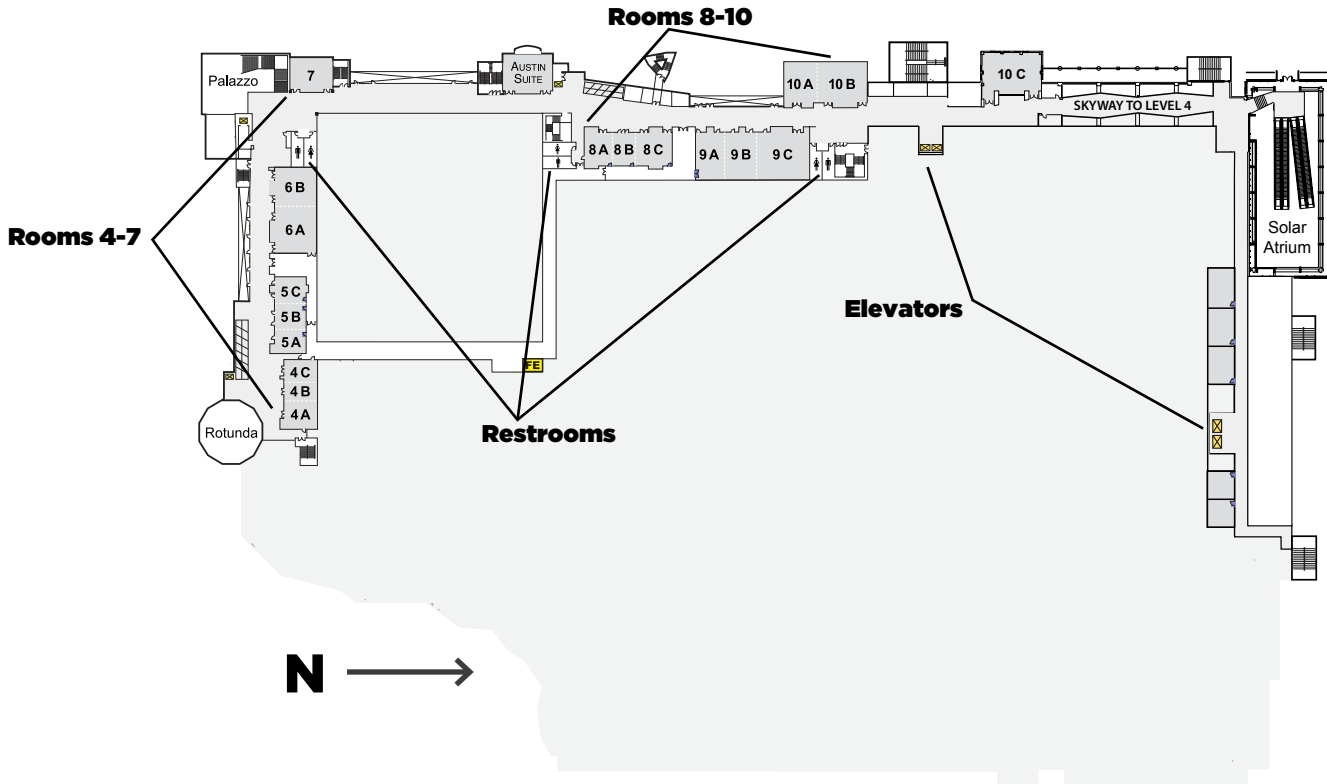 Rooms 8-10
Palazzo
7
AUSTIN
SUITE
10 A
10 B
10 C
SKYWAY TO LEVEL 4
8 A
8 B
8 C
9 A
9 B
9 C
6 B
6 A
Rooms 4-7
Solar
Atrium
5 C
5 B
5 A
Elevators
FE
4 C
4 B
4 A
Rotunda
Restrooms
N